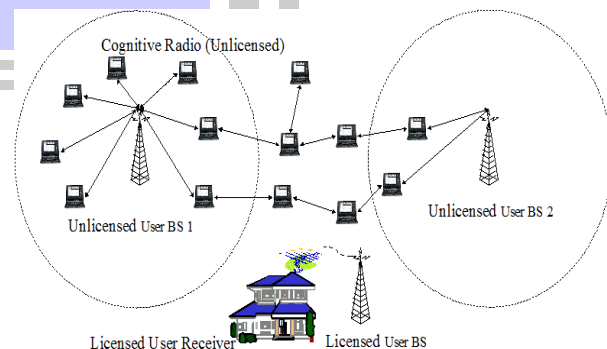 Cognitive Radio (Unlicensed)
Unlicensed User BS 1
Unlicensed User BS 2
Licensed User Receiver
Licensed User BS